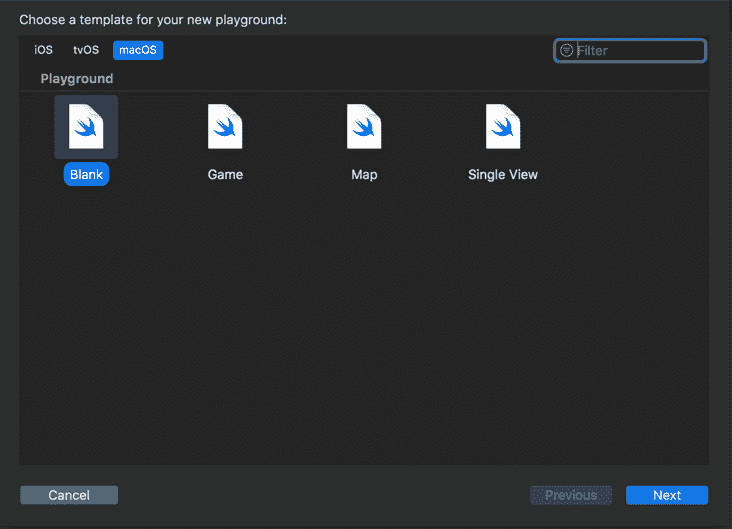 Choose a template for your new playground:
iOS tvOS macOS Filter
Playground
Blank Game Map Single View
Cancel Previous Next